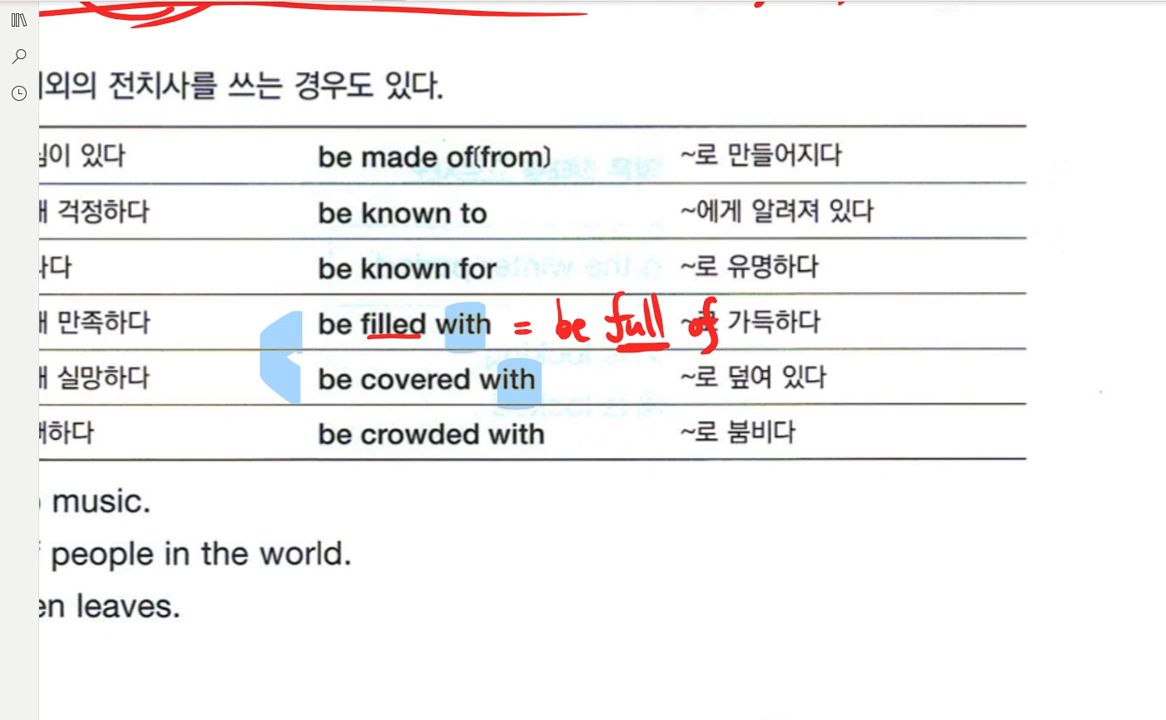 외의 전치사를 쓰는 경우도 있다.
이 있다 be made of(from) ~로 만들어지다
걱정하다 be known to ~에게 알려져 있다
다 be known for ~로 유명하다
만족하다 be filled with = be full of 가득하다
실망하다 be covered with ~로 덮여 있다
하다 be crowded with ~로 붐비다
music.
people in the world.
en leaves.